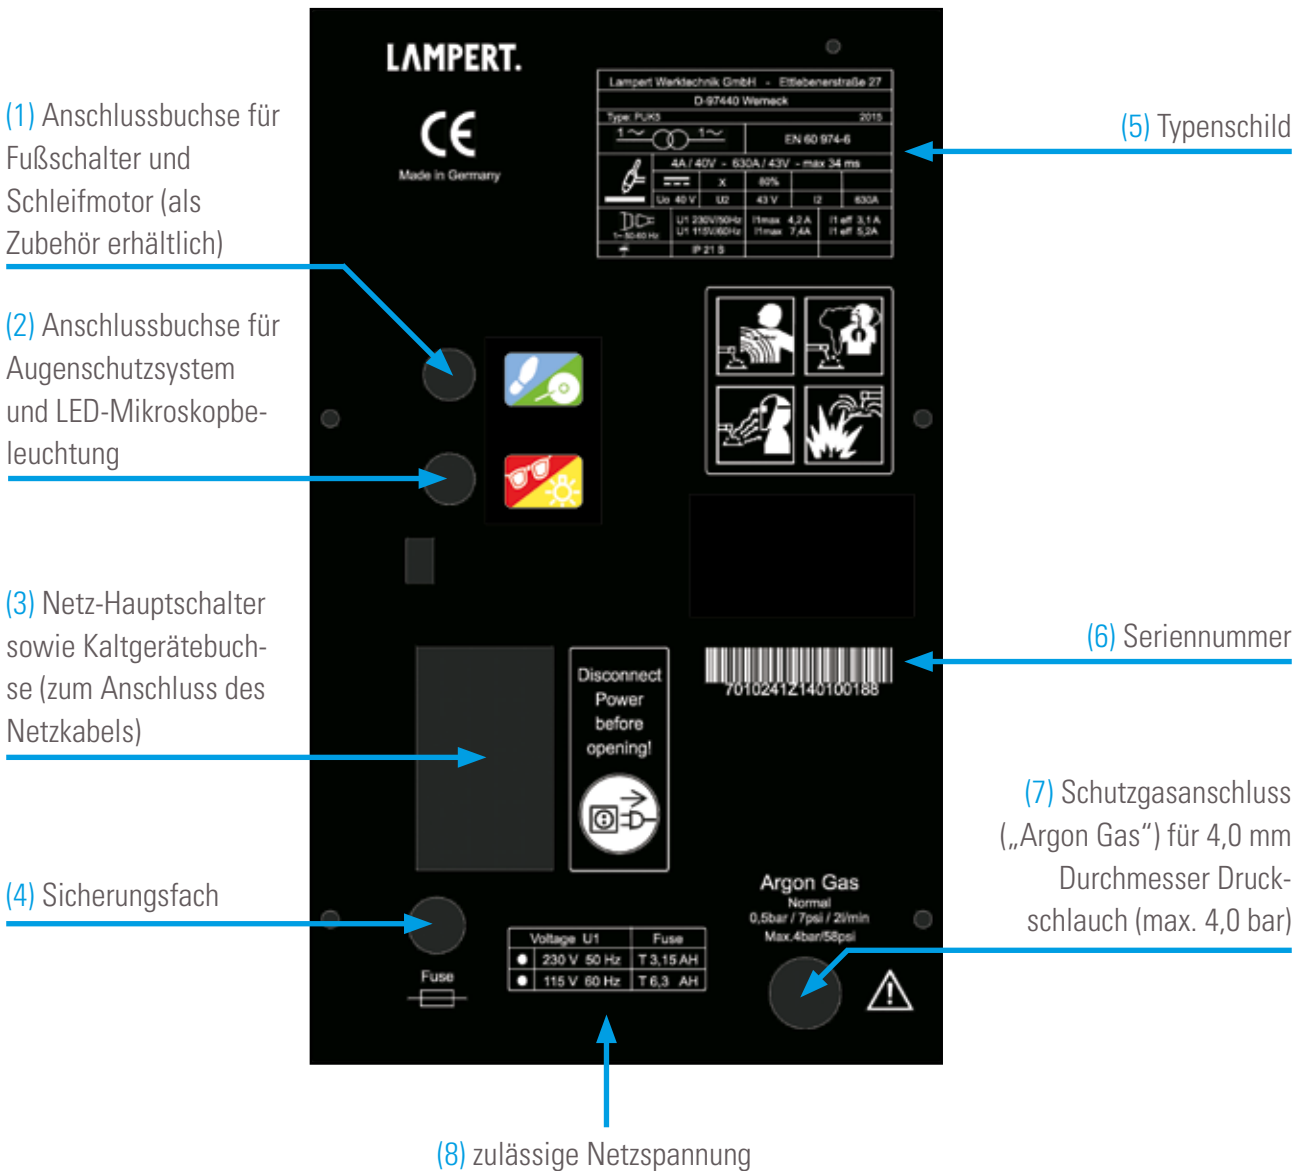 (1) Anschlussbuchse für
Fußschalter und
Schleifmotor (als
Zubehör erhältlich)
(2) Anschlussbuchse für
Augenschutzsystem
und LED-Mikroskopbe-
leuchtung
(3) Netz-Hauptschalter
sowie Kaltgerätebuch-
se (zum Anschluss des
Netzkabels)
(4) Sicherungsfach
LAMPERT.
CE
Made in Germany
Lampert Werktechnik GmbH - Ettlebenerstraße 27
D-97440 Werneck
Type: PUK5 2015
1~ 1~ EN 60 974-6
4A / 40V - 630A / 43V - max 34 ms
X 80%
Uo 40 V U2 43 V I2 630A
U1 230V/50Hz I1max 4,2 A I1 eff 3,1 A
1~ 50-60 Hz U1 115V/60Hz I1max 7,4A I1 eff 5,2A
IP 21 S
Disconnect
Power
before
opening!
7010241Z140100188
Argon Gas
Normal
0,5bar / 7psi / 2l/min
Max.4bar/58psi
Fuse
Voltage U1 Fuse
230 V 50 Hz T 3,15 AH
115 V 60 Hz T 6,3 AH
(5) Typenschild
(6) Seriennummer
(7) Schutzgasanschluss
(„Argon Gas“) für 4,0 mm
Durchmesser Druck-
schlauch (max. 4,0 bar)
(8) zulässige Netzspannung